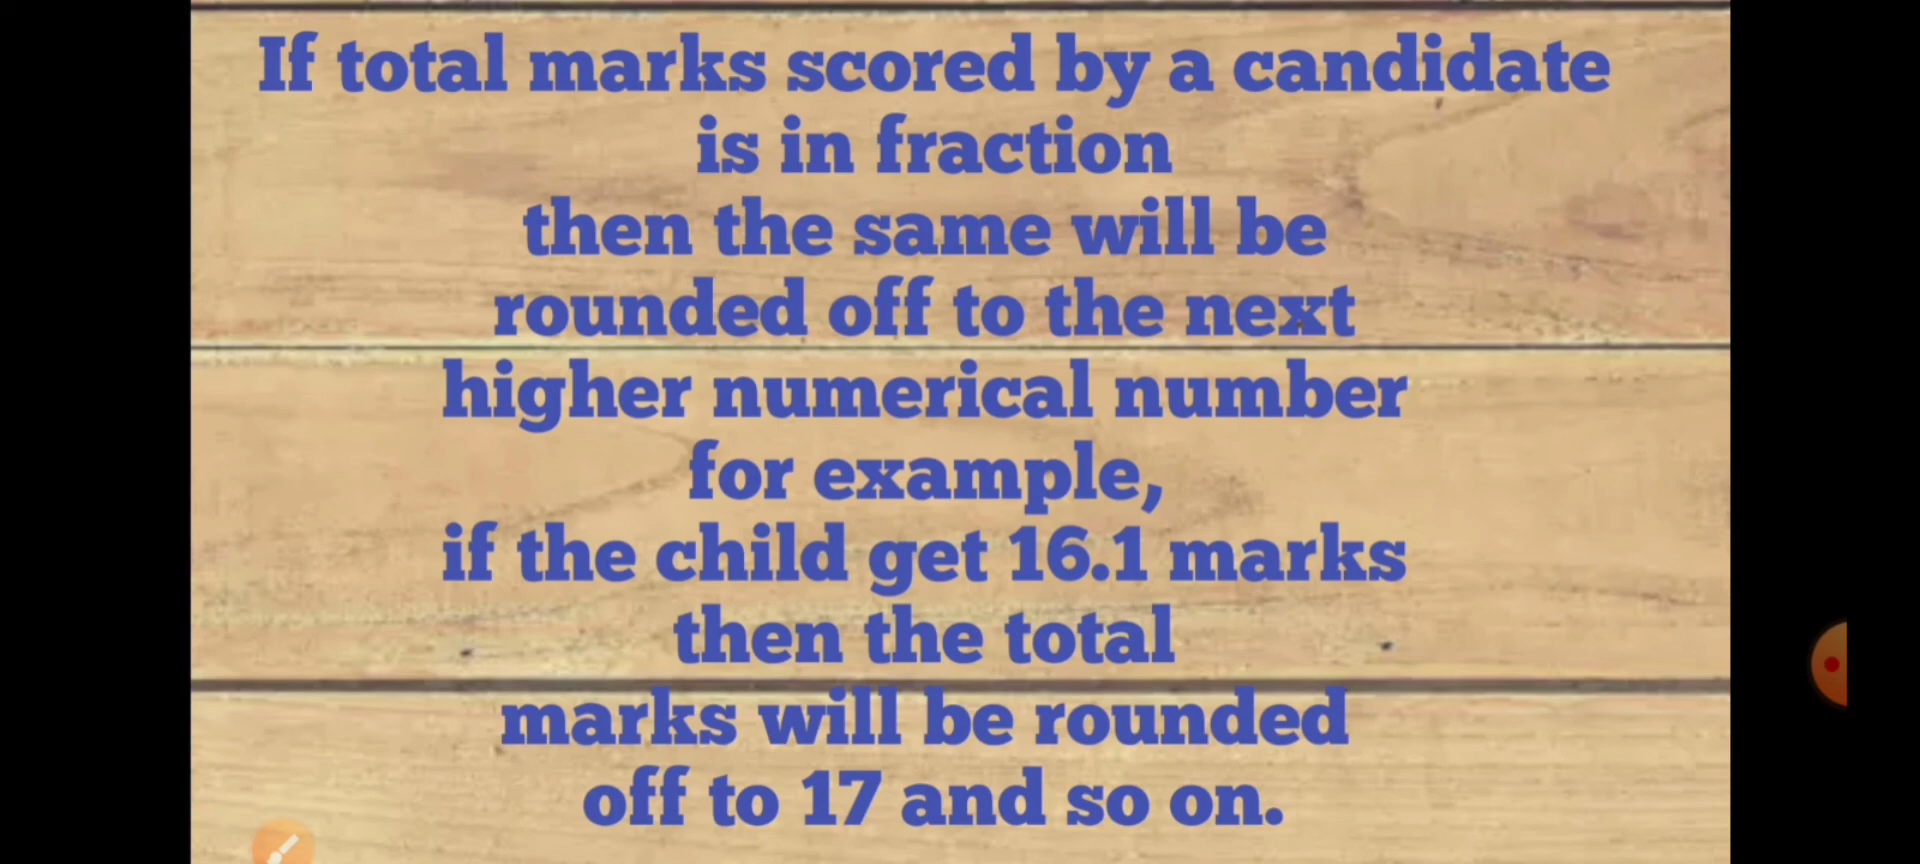 If total marks scored by a candidate
is in fraction
then the same will be
rounded off to the next
higher numerical number
for example,
if the child get 16.1 marks
then the total
marks will be rounded
off to 17 and so on.